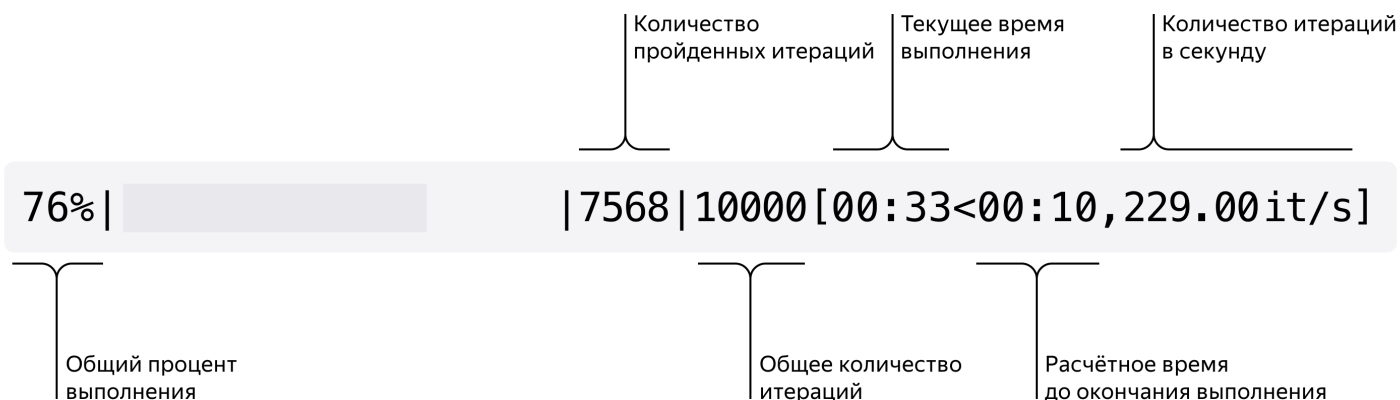 Количество
пройденных итераций
Текущее время
выполнения
Количество итераций
в секунду
76%| |7568|10000[00:33<00:10,229.00it/s]
Общий процент
выполнения
Общее количество
итераций
Расчётное время
до окончания выполнения